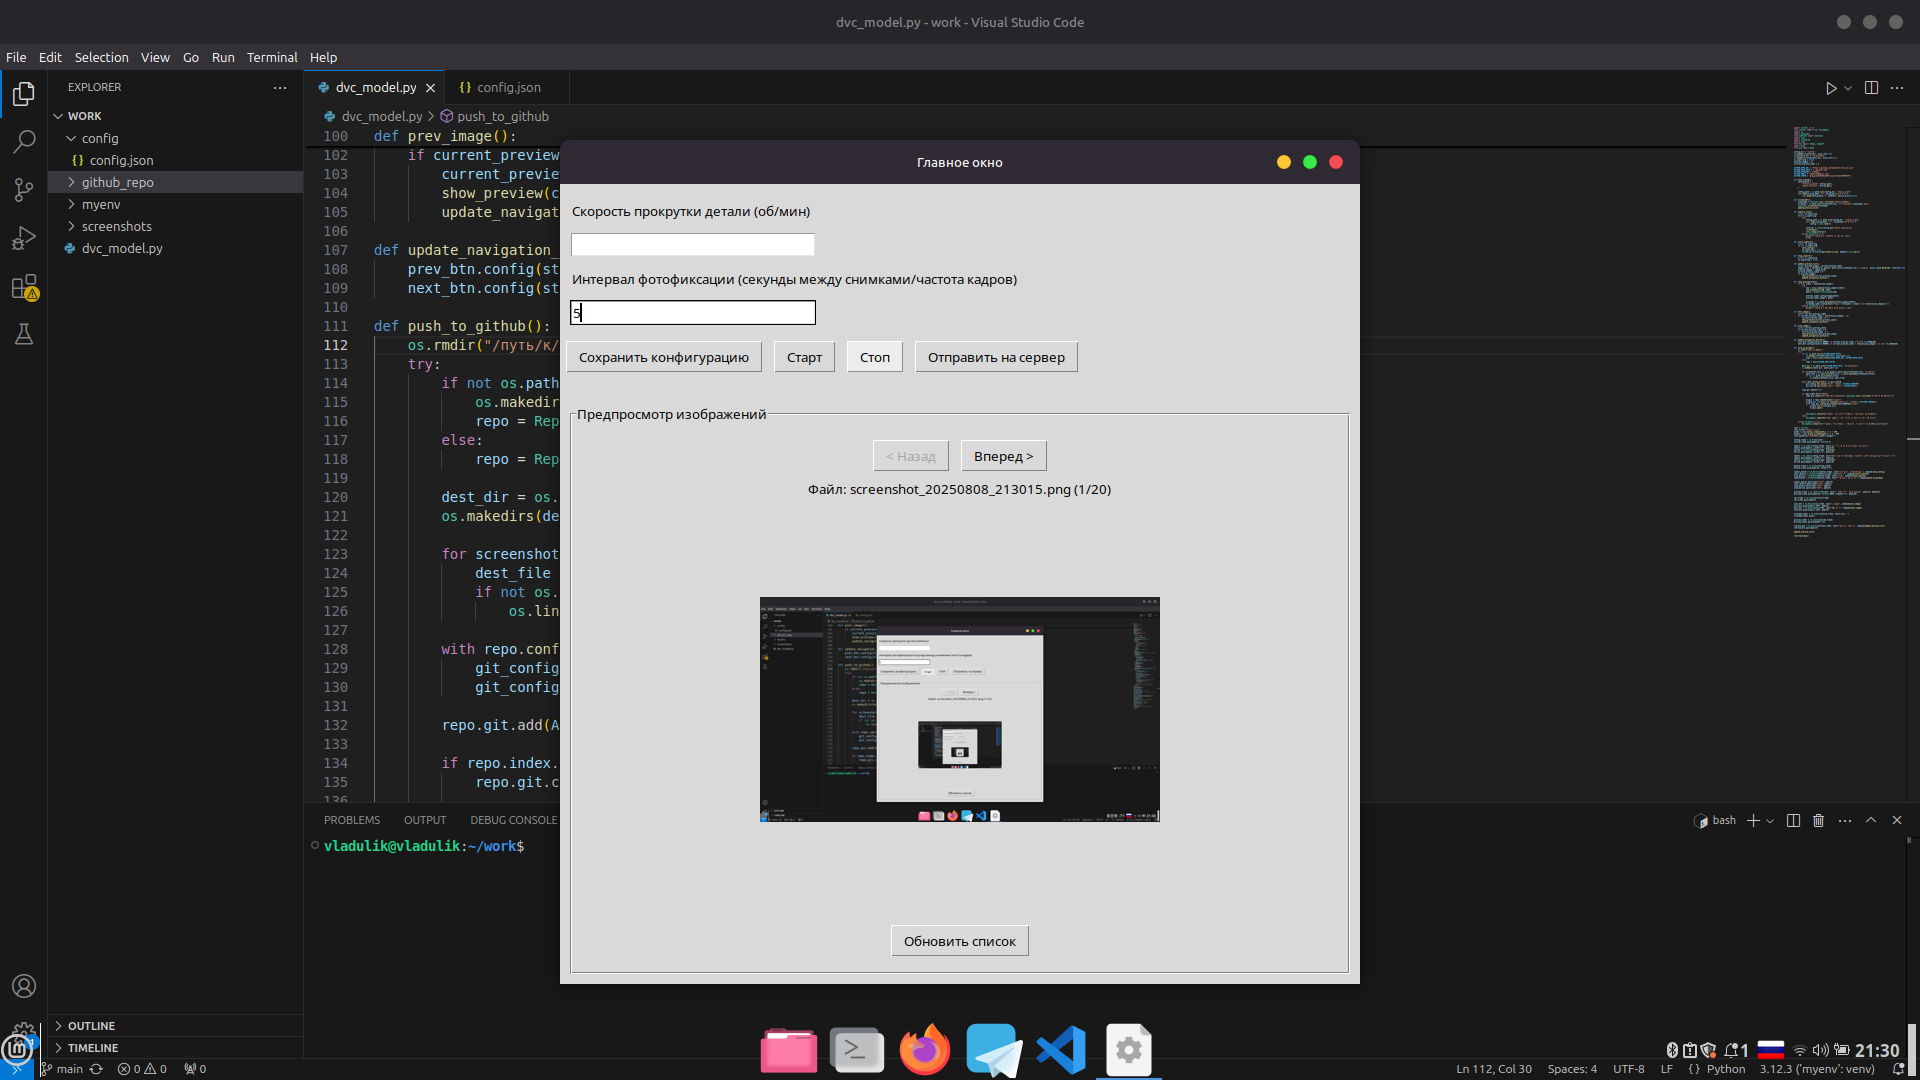 dvc_model.py - work - Visual Studio Code
File Edit Selection View Go Run Terminal Help
EXPLORER
WORK
config
config.json
github_repo
myenv
screenshots
dvc_model.py
OUTLINE
TIMELINE
dvc_model.py
config.json
dvc_model.py > push_to_github
100 def prev_image():
102 if current_preview
103 current_previe
104 show_preview(c
105 update_navigat
106
107 def update_navigation_
108 prev_btn.config(st
109 next_btn.config(st
110
111 def push_to_github():
112 os.rmdir("/путь/к/
113 try:
114 if not os.path
115 os.makedir
116 repo = Rep
117 else:
118 repo = Rep
119
120 dest_dir = os.
121 os.makedirs(de
122
123 for screenshot
124 dest_file
125 if not os.
126 os.lin
127
128 with repo.conf
129 git_config
130 git_config
131
132 repo.git.add(A
133
134 if repo.index.
135 repo.git.c
136
Главное окно
Скорость прокрутки детали (об/мин)
Интервал фотофиксации (секунды между снимками/частота кадров)
5
Сохранить конфигурацию Старт Стоп Отправить на сервер
Предпросмотр изображений
< Назад Вперед >
Файл: screenshot_20250808_213015.png (1/20)
Обновить список
PROBLEMS OUTPUT DEBUG CONSOLE
bash
vladulik@vladulik:~/work$
1 21:30
main 0 0 0
Ln 112, Col 30 Spaces: 4 UTF-8 LF {} Python 3.12.3 ('myenv': venv)